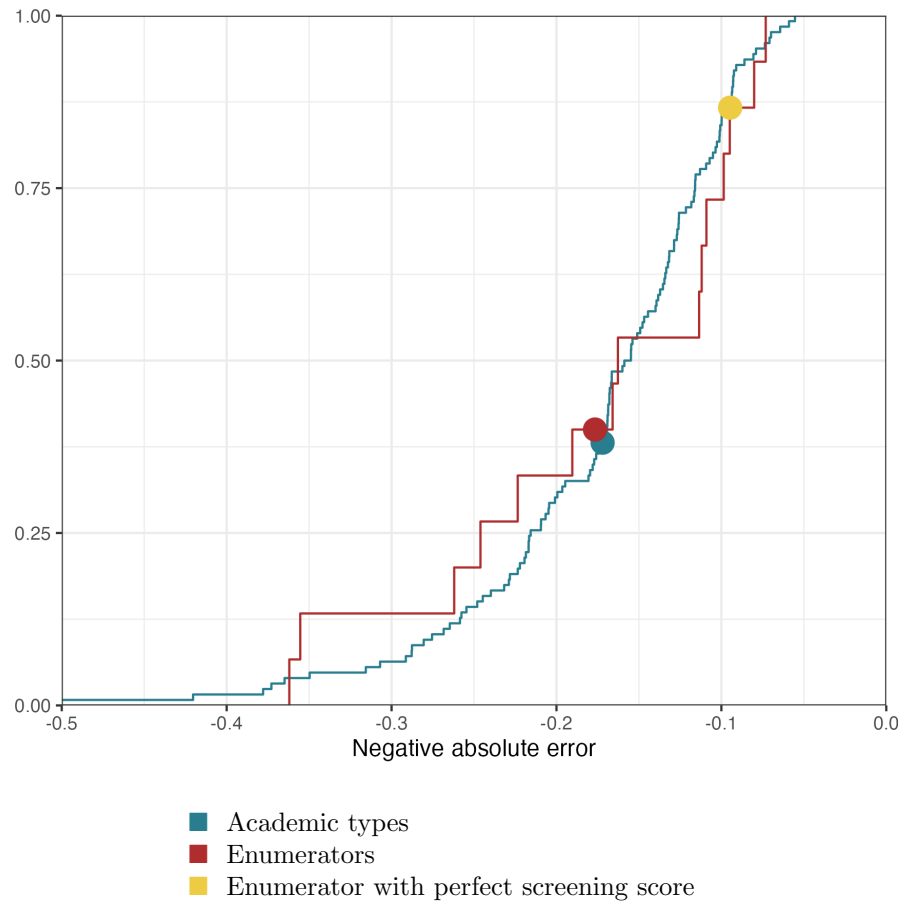 1.00
0.75
0.50
0.25
0.00
-0.5 -0.4 -0.3 -0.2 -0.1 0.0
Negative absolute error
Academic types
Enumerators
Enumerator with perfect screening score